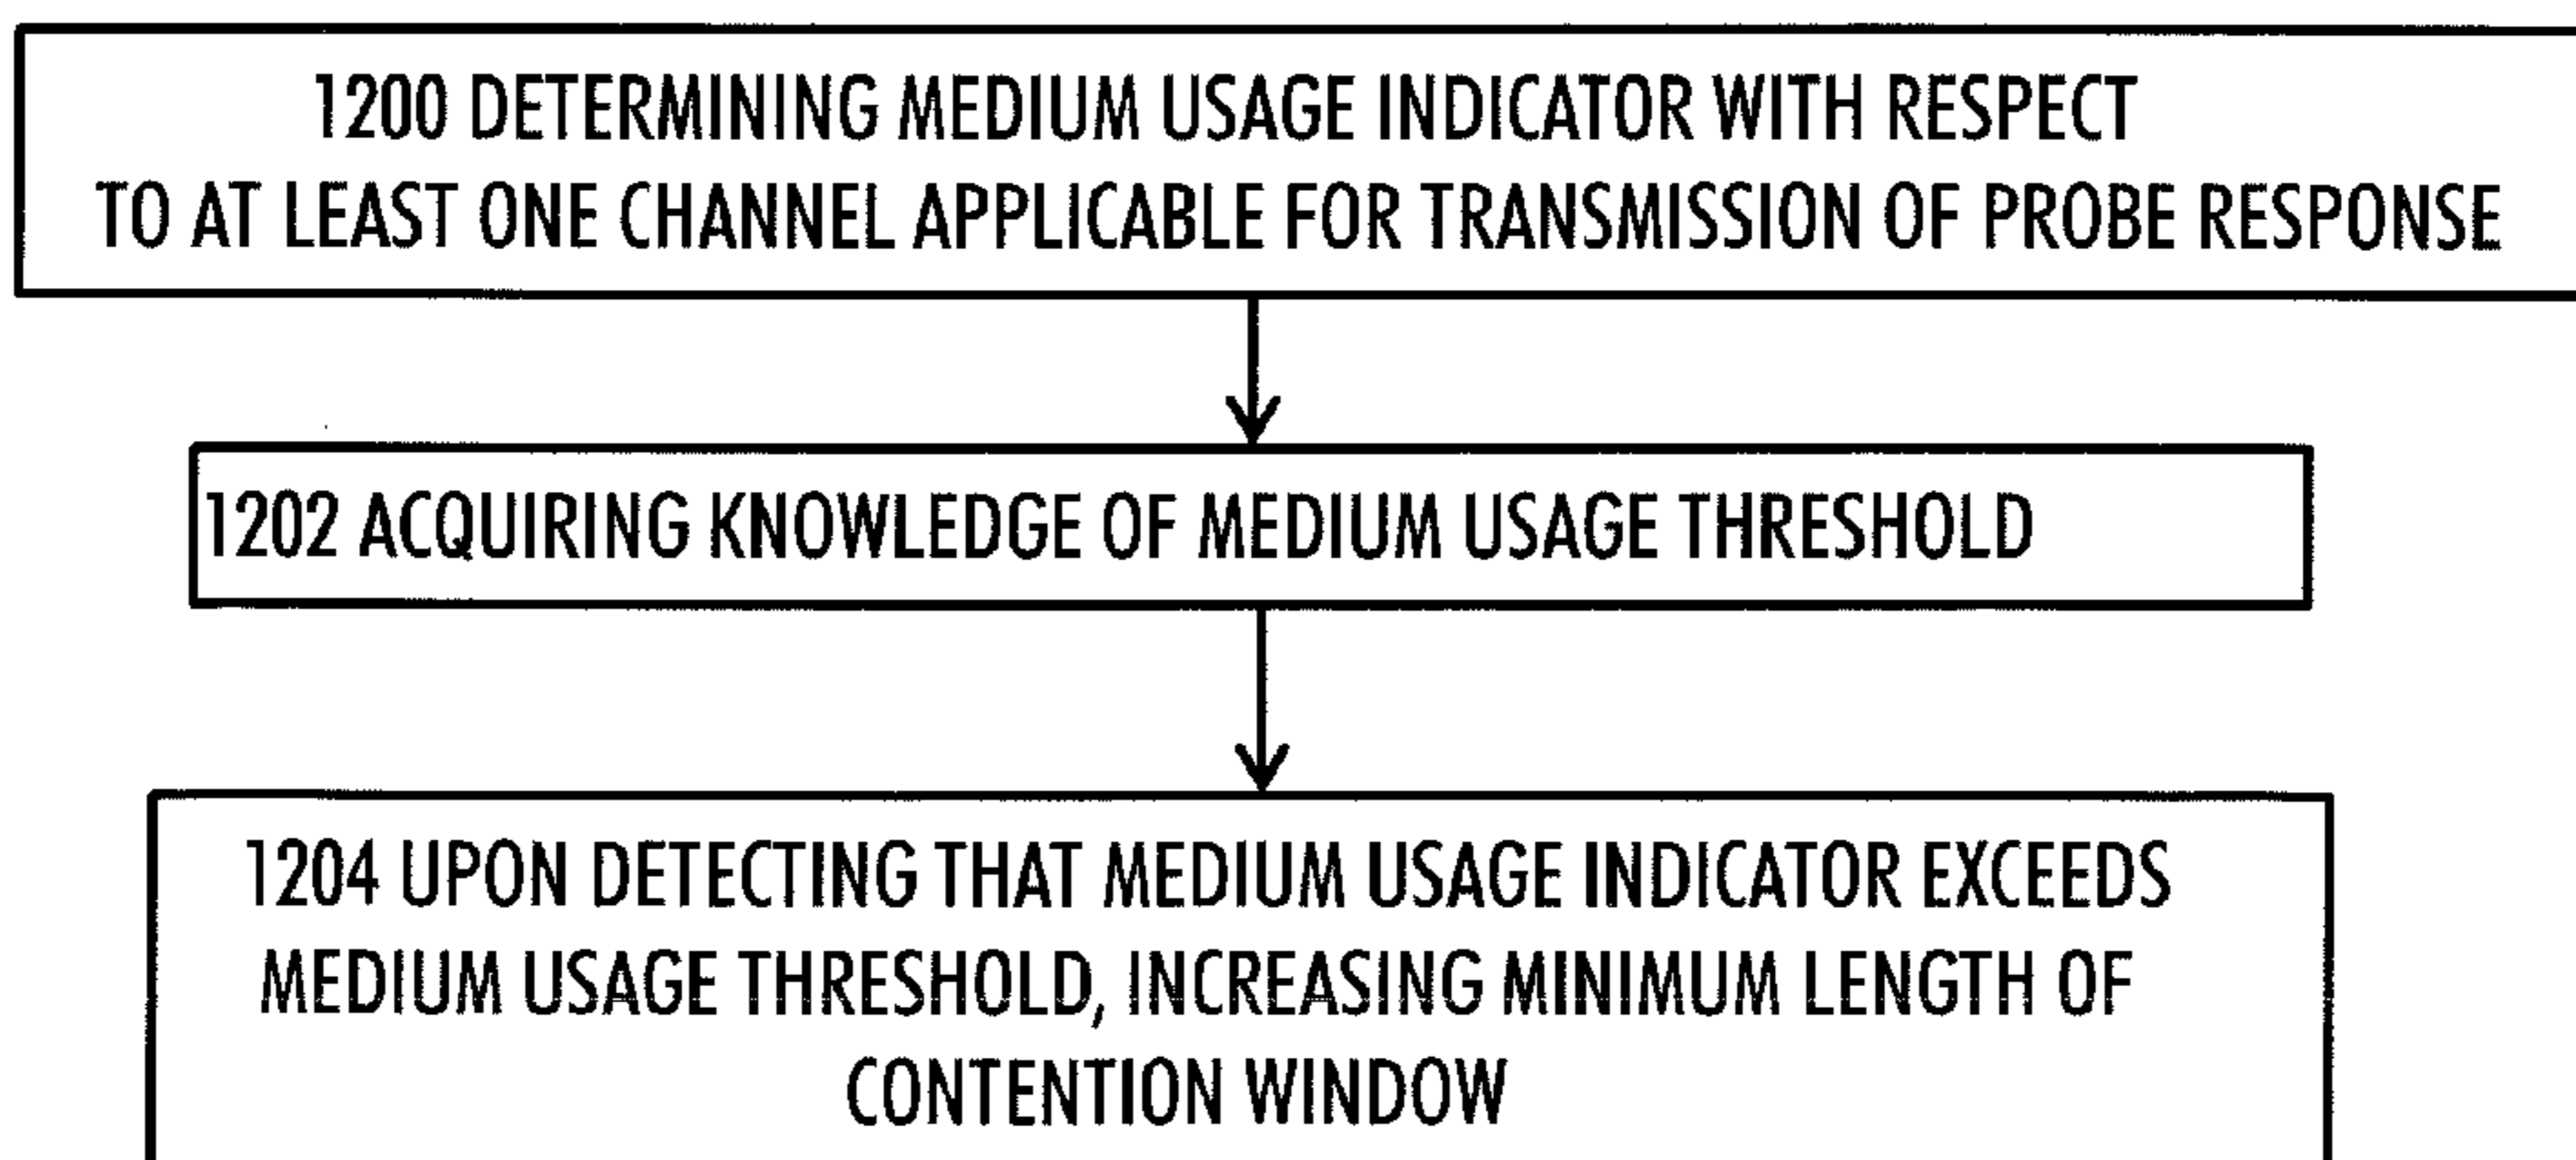 1200 DETERMINING MEDIUM USAGE INDICATOR WITH RESPECT
TO AT LEAST ONE CHANNEL APPLICABLE FOR TRANSMISSION OF PROBE RESPONSE
1202 ACQUIRING KNOWLEDGE OF MEDIUM USAGE THRESHOLD
1204 UPON DETECTING THAT MEDIUM USAGE INDICATOR EXCEEDS
MEDIUM USAGE THRESHOLD, INCREASING MINIMUM LENGTH OF
CONTENTION WINDOW